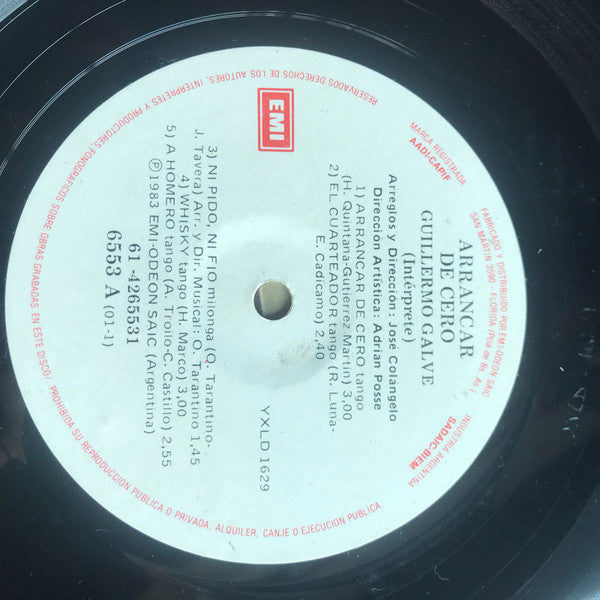 FABRICADO Y DISTRIBUIDO POR EMI-ODEON SAIC
SAN MARTIN 3590 - FLORIDA (Pcia de Bs. As.)
MARCA REGISTRADA
AADI-CAPIF
INDUSTRIA ARGENTINA
SADAIC-BIEM
ARRANCAR
DE CERO
GUILLERMO GALVE
(Intérprete)
Arreglos y Dirección: José Colangelo
Dirección Artística: Adrian Posse
1) ARRANCAR DE CERO tango
(H. Quintana-Gutierrez Martin) 3,00
2) EL CUARTEADOR tango (R. Luna-
E. Cadicamo) 2,40
EMI
YXLD 1629
3) NI PIDO, NI FIO milonga (O. Tarantino-
J. Tavera) Arr. y Dir. Musical: O. Tarantino 1,45
4) WHISKY tango (H. Marco) 3,00
5) A HOMERO tango (A. Troilo-C. Castillo) 2,55
℗ 1983 EMI-ODEON SAIC (Argentina)
61 - 4265531
6553 A (01-1)
RESERVADOS DERECHOS DE LOS AUTORES, INTERPRETES Y PRODUCTORES, FONOGRAFICOS SOBRE OBRAS GRABADAS EN ESTE DISCO/ PROHIBIDA SU REPRODUCCION PUBLICA O PRIVADA, ALQUILER, CANJE O EJECUCION PUBLICA